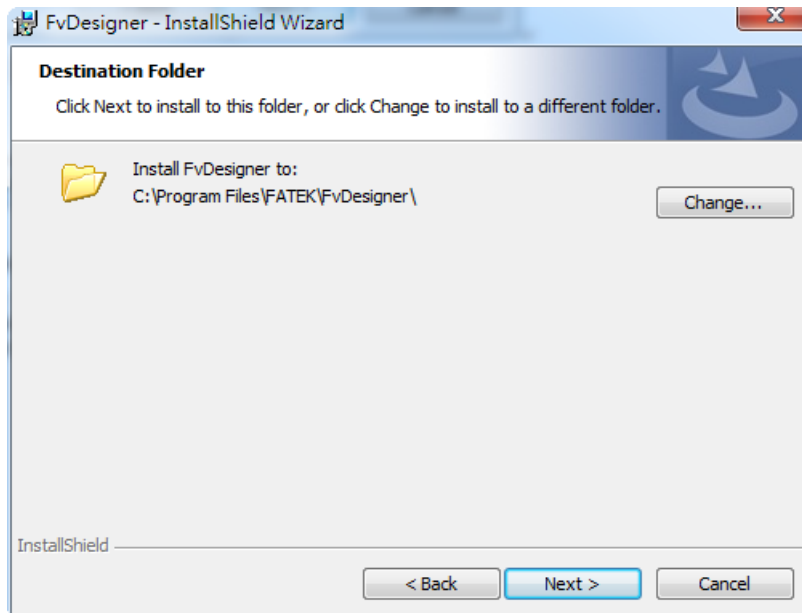 FvDesigner - InstallShield Wizard
Destination Folder
Click Next to install to this folder, or click Change to install to a different folder.
Install FvDesigner to:
C:\Program Files\FATEK\FvDesigner\
Change...
InstallShield
< Back
Next >
Cancel